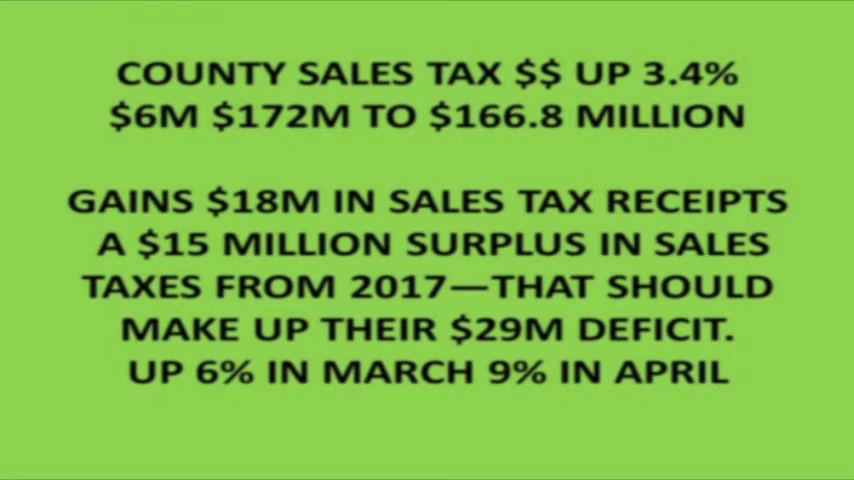 COUNTY SALES TAX $$ UP 3.4%
$6M $172M TO $166.8 MILLION
GAINS $18M IN SALES TAX RECEIPTS
A $15 MILLION SURPLUS IN SALES
TAXES FROM 2017—THAT SHOULD
MAKE UP THEIR $29M DEFICIT.
UP 6% IN MARCH 9% IN APRIL